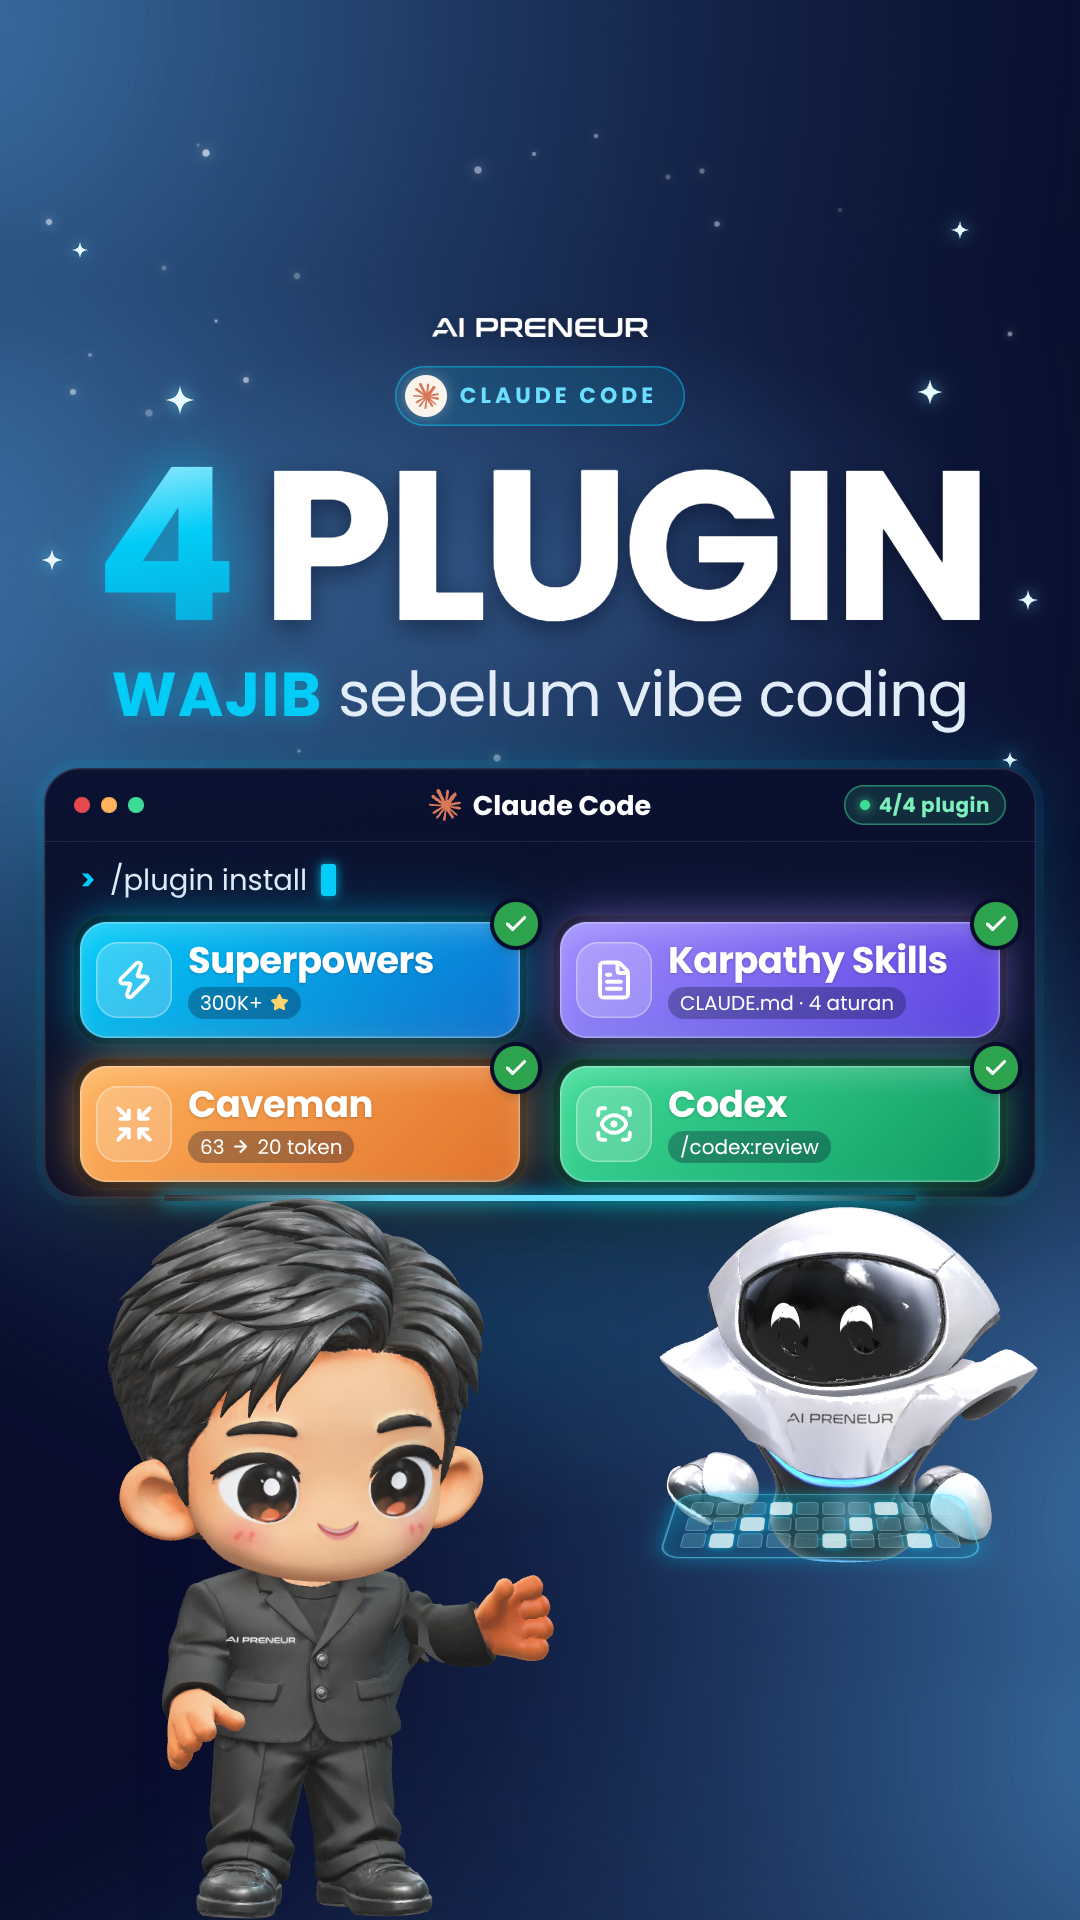 AI PRENEUR
CLAUDE CODE
4 PLUGIN
WAJIB sebelum vibe coding
Claude Code
4/4 plugin
› /plugin install
Superpowers
300K+ ⭐
Karpathy Skills
CLAUDE.md · 4 aturan
Caveman
63 → 20 token
Codex
/codex:review
AI PRENEUR
AI PRENEUR